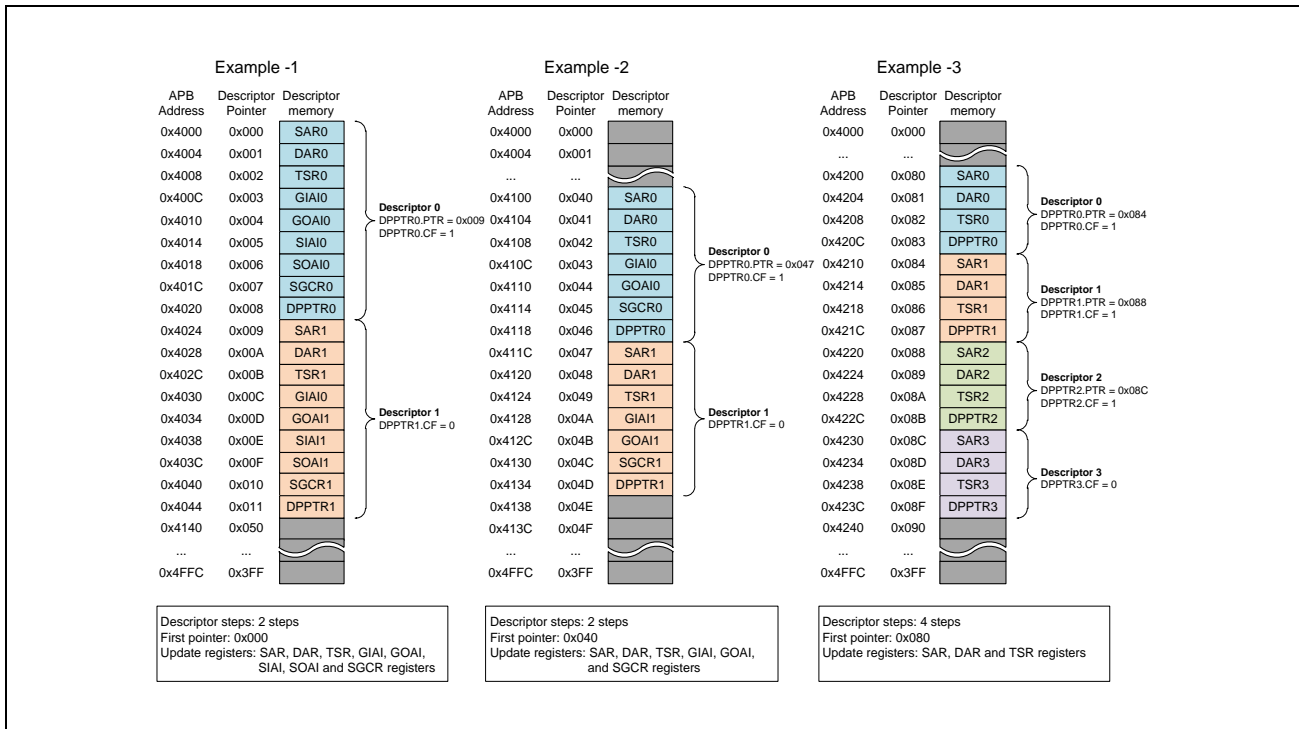 Example -1
APB Address Descriptor Pointer Descriptor memory
0x4000 0x000 SAR0
0x4004 0x001 DAR0
0x4008 0x002 TSR0
0x400C 0x003 GIAI0
0x4010 0x004 GOAI0
0x4014 0x005 SIAI0
0x4018 0x006 SOAI0
0x401C 0x007 SGCR0
0x4020 0x008 DPPTR0
0x4024 0x009 SAR1
0x4028 0x00A DAR1
0x402C 0x00B TSR1
0x4030 0x00C GIAI0
0x4034 0x00D GOAI1
0x4038 0x00E SIAI1
0x403C 0x00F SOAI1
0x4040 0x010 SGCR1
0x4044 0x011 DPPTR1
0x4140 0x050
... ...
0x4FFC 0x3FF
Descriptor 0
DPPTR0.PTR = 0x009
DPPTR0.CF = 1
Descriptor 1
DPPTR1.CF = 0
Descriptor steps: 2 steps
First pointer: 0x000
Update registers: SAR, DAR, TSR, GIAI, GOAI,
SIAI, SOAI and SGCR registers
Example -2
APB Address Descriptor Pointer Descriptor memory
0x4000 0x000
0x4004 0x001
... ...
0x4100 0x040 SAR0
0x4104 0x041 DAR0
0x4108 0x042 TSR0
0x410C 0x043 GIAI0
0x4110 0x044 GOAI0
0x4114 0x045 SGCR0
0x4118 0x046 DPPTR0
0x411C 0x047 SAR1
0x4120 0x048 DAR1
0x4124 0x049 TSR1
0x4128 0x04A GIAI1
0x412C 0x04B GOAI1
0x4130 0x04C SGCR1
0x4134 0x04D DPPTR1
0x4138 0x04E
0x413C 0x04F
... ...
0x4FFC 0x3FF
Descriptor 0
DPPTR0.PTR = 0x047
DPPTR0.CF = 1
Descriptor 1
DPPTR1.CF = 0
Descriptor steps: 2 steps
First pointer: 0x040
Update registers: SAR, DAR, TSR, GIAI, GOAI,
and SGCR registers
Example -3
APB Address Descriptor Pointer Descriptor memory
0x4000 0x000
... ...
0x4200 0x080 SAR0
0x4204 0x081 DAR0
0x4208 0x082 TSR0
0x420C 0x083 DPPTR0
0x4210 0x084 SAR1
0x4214 0x085 DAR1
0x4218 0x086 TSR1
0x421C 0x087 DPPTR1
0x4220 0x088 SAR2
0x4224 0x089 DAR2
0x4228 0x08A TSR2
0x422C 0x08B DPPTR2
0x4230 0x08C SAR3
0x4234 0x08D DAR3
0x4238 0x08E TSR3
0x423C 0x08F DPPTR3
0x4240 0x090
... ...
0x4FFC 0x3FF
Descriptor 0
DPPTR0.PTR = 0x084
DPPTR0.CF = 1
Descriptor 1
DPPTR1.PTR = 0x088
DPPTR1.CF = 1
Descriptor 2
DPPTR2.PTR = 0x08C
DPPTR2.CF = 1
Descriptor 3
DPPTR3.CF = 0
Descriptor steps: 4 steps
First pointer: 0x080
Update registers: SAR, DAR and TSR registers